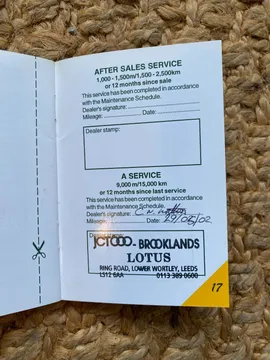 AFTER SALES SERVICE
1,000 - 1,500m/1,500 - 2,500km
or 12 months since sale
This service has been completed in accordance
with the Maintenance Schedule.
Dealer's signature:
Mileage: Date:
Dealer stamp:
A SERVICE
9,000 m/15,000 km
or 12 months since last service
This service has been completed in accordance
with the Maintenance Schedule.
Dealer's signature: C. N.
Mileage: Date: 29/05/02
Dealer stamp:
JCT600 - BROOKLANDS
LOTUS
RING ROAD, LOWER WORTLEY, LEEDS
LS12 6AA 0113 389 0600
17